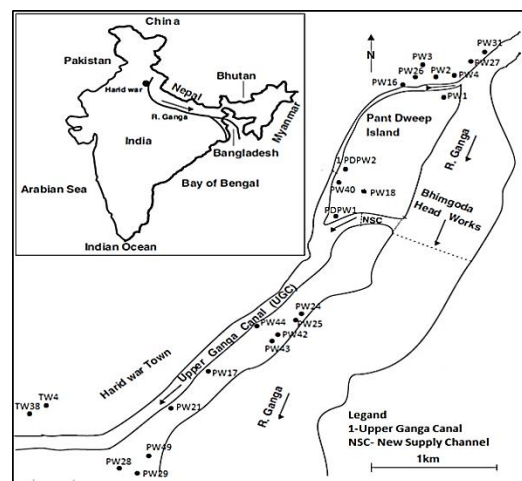 China
Pakistan
Nepal
Bhutan
Harid war
R. Ganga
India
Bangladesh
Myanmar
Arabian Sea
Bay of Bengal
Indian Ocean
N
PW31
PW3
PW27
PW26
PW2
PW4
PW16
PW1
Pant Dweep
Island
R. Ganga
1 PDPW2
PW40
PW18
Bhimgoda
Head Works
PDPW1
NSC
Upper Ganga Canal (UGC)
PW24
PW25
PW44
PW42
PW43
Harid war Town
PW17
R. Ganga
TW4
TW38
PW21
PW49
PW28
PW29
Legand
1-Upper Ganga Canal
NSC- New Supply Channel
1km